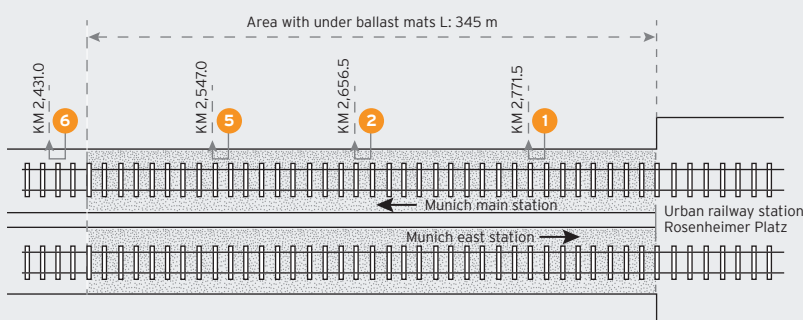 Area with under ballast mats L: 345 m
KM 2,431.0
6
KM 2,547.0
5
KM 2,656.5
2
KM 2,771.5
1
Munich main station
Munich east station
Urban railway station
Rosenheimer Platz